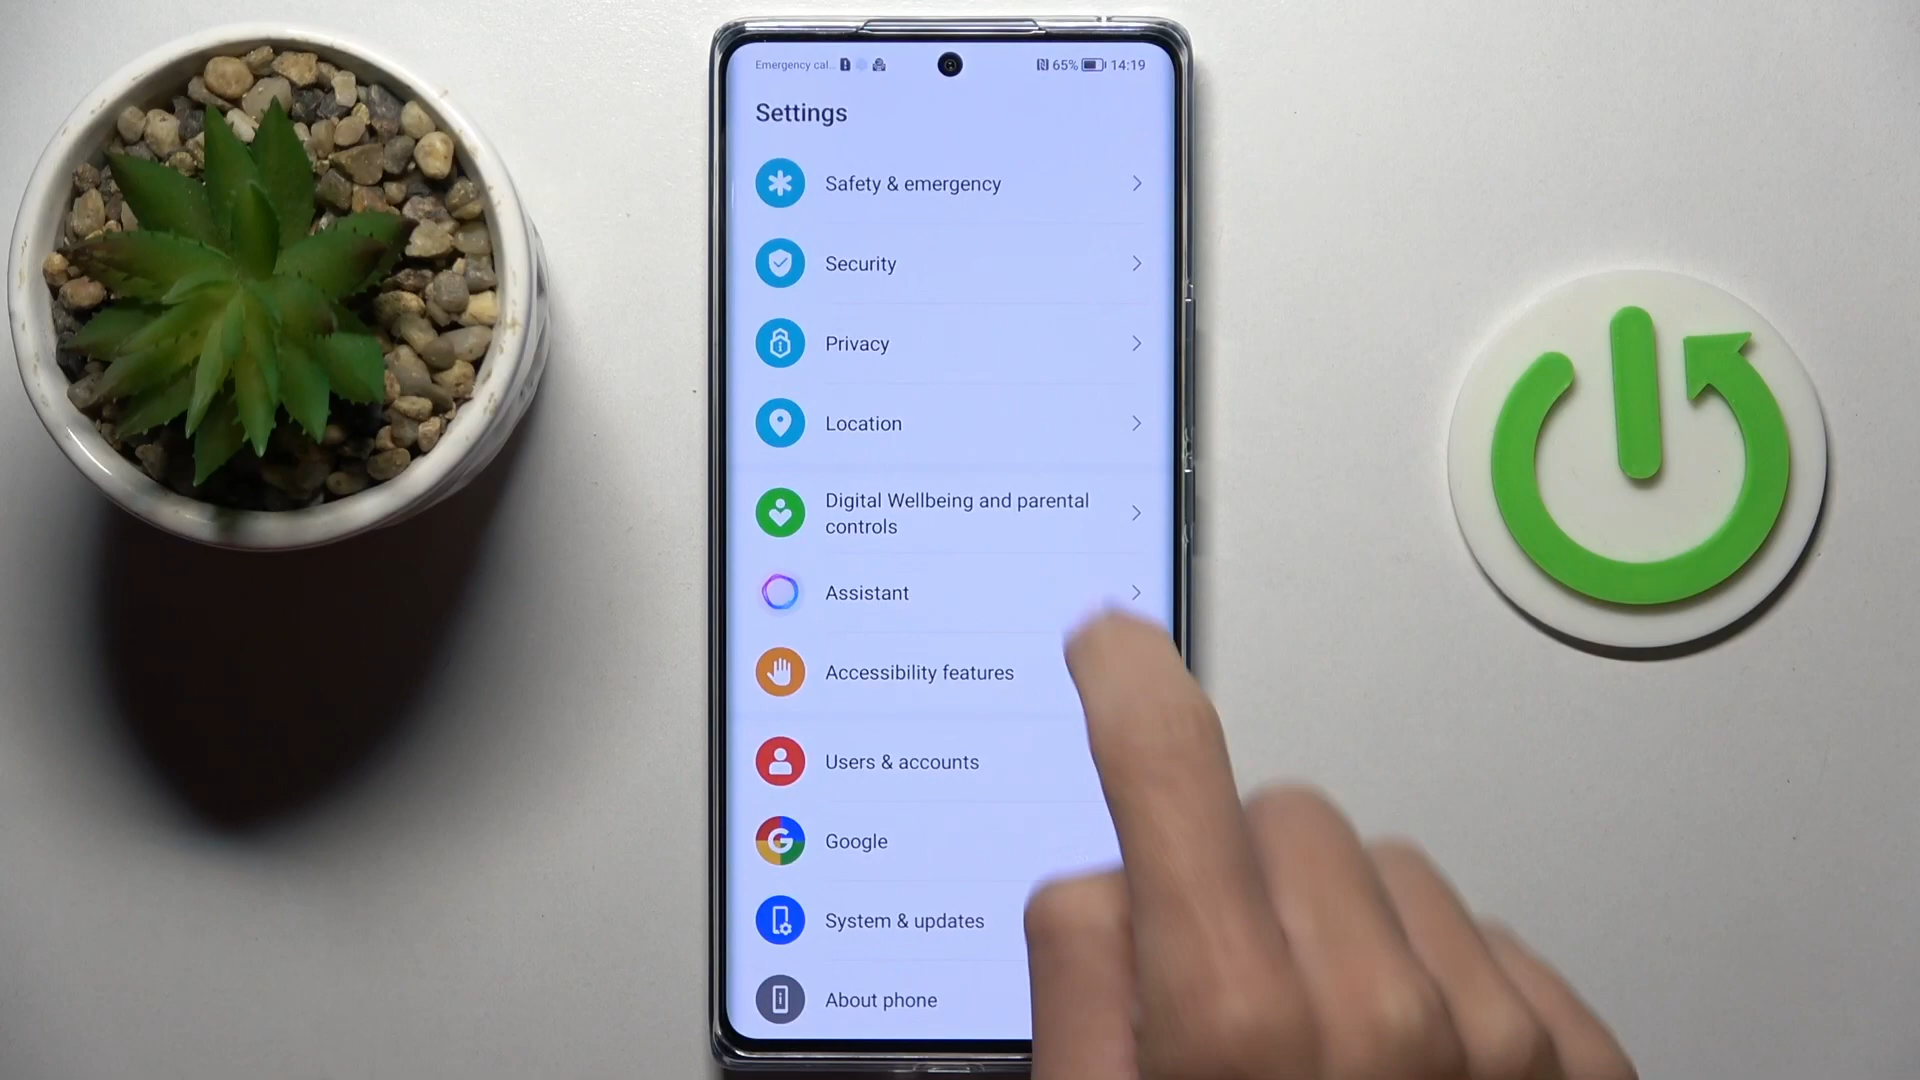 Emergency cal...
65% 14:19
Settings
Safety & emergency
Security
Privacy
Location
Digital Wellbeing and parental
controls
Assistant
Accessibility features
Users & accounts
Google
System & updates
About phone